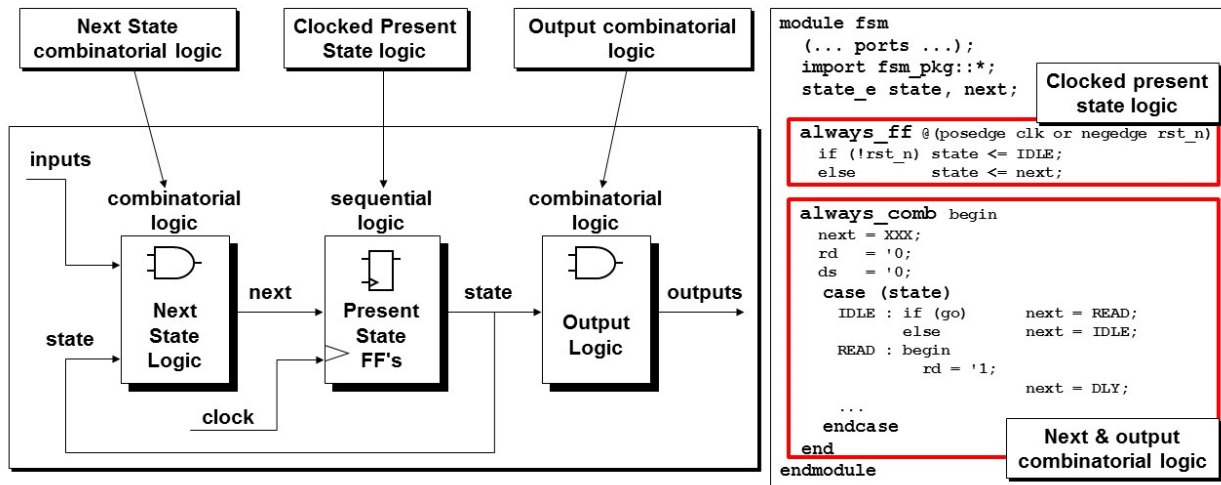 Next State
combinatorial logic
Clocked Present
State logic
Output combinatorial
logic
inputs
combinatorial
logic
sequential
logic
combinatorial
logic
Next
State
Logic
next
Present
State
FF's
state
Output
Logic
outputs
state
clock
module fsm
(... ports ...);
import fsm_pkg::*;
state_e state, next;
Clocked present
state logic
always_ff @(posedge clk or negedge rst_n)
if (!rst_n) state <= IDLE;
else state <= next;
always_comb begin
next = XXX;
rd = '0;
ds = '0;
case (state)
IDLE : if (go) next = READ;
else next = IDLE;
READ : begin
rd = '1;
next = DLY;
...
endcase
end
endmodule
Next & output
combinatorial logic